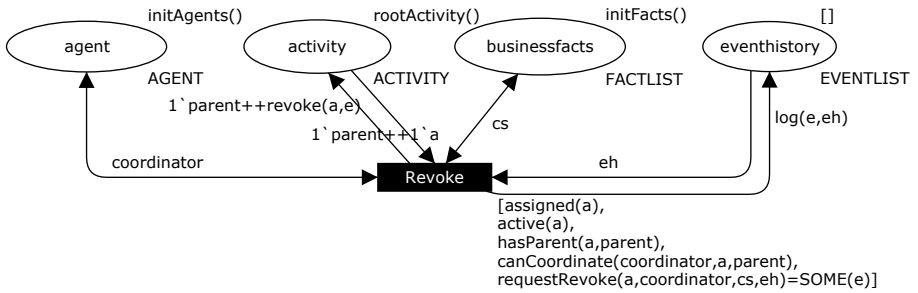 initAgents()
rootActivity()
initFacts()
[]
agent
activity
businessfacts
eventhistory
AGENT
ACTIVITY
FACTLIST
EVENTLIST
1`parent++revoke(a,e)
log(e,eh)
cs
1`parent++1`a
coordinator
eh
Revoke
[assigned(a),
active(a),
hasParent(a,parent),
canCoordinate(coordinator,a,parent),
requestRevoke(a,coordinator,cs,eh)=SOME(e)]